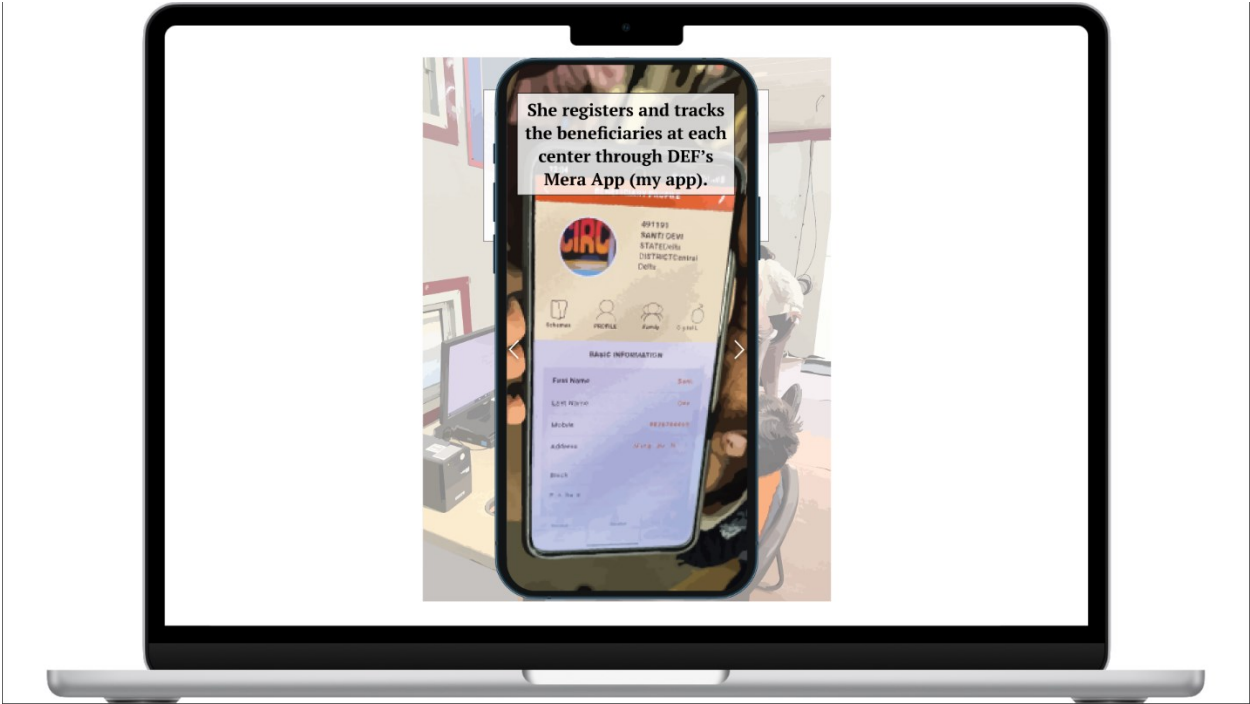 She registers and tracks
the beneficiaries at each
center through DEF's
Mera App (my app).
CIRC
491193
SANTI DEVI
STATEDelhi
DISTRICTCentral
Delhi
Schemes PROFILE Family
BASIC INFORMATION
First Name
Last Name
Mobile
Address
Block